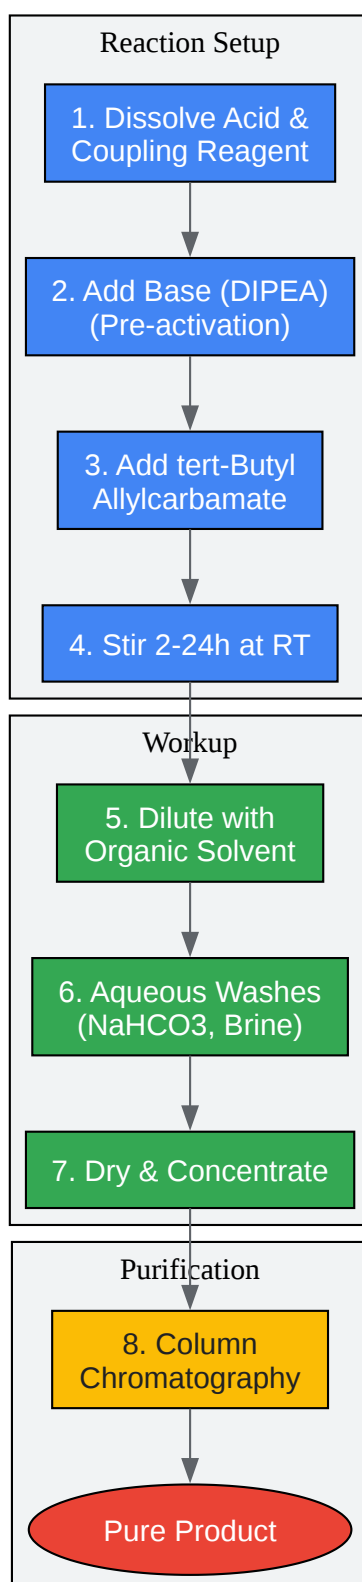 Reaction Setup
1. Dissolve Acid &
Coupling Reagent
2. Add Base (DIPEA)
(Pre-activation)
3. Add tert-Butyl
Allylcarbamate
4. Stir 2-24h at RT
Workup
5. Dilute with
Organic Solvent
6. Aqueous Washes
(NaHCO3, Brine)
7. Dry & Concentrate
Purification
8. Column
Chromatography
Pure Product